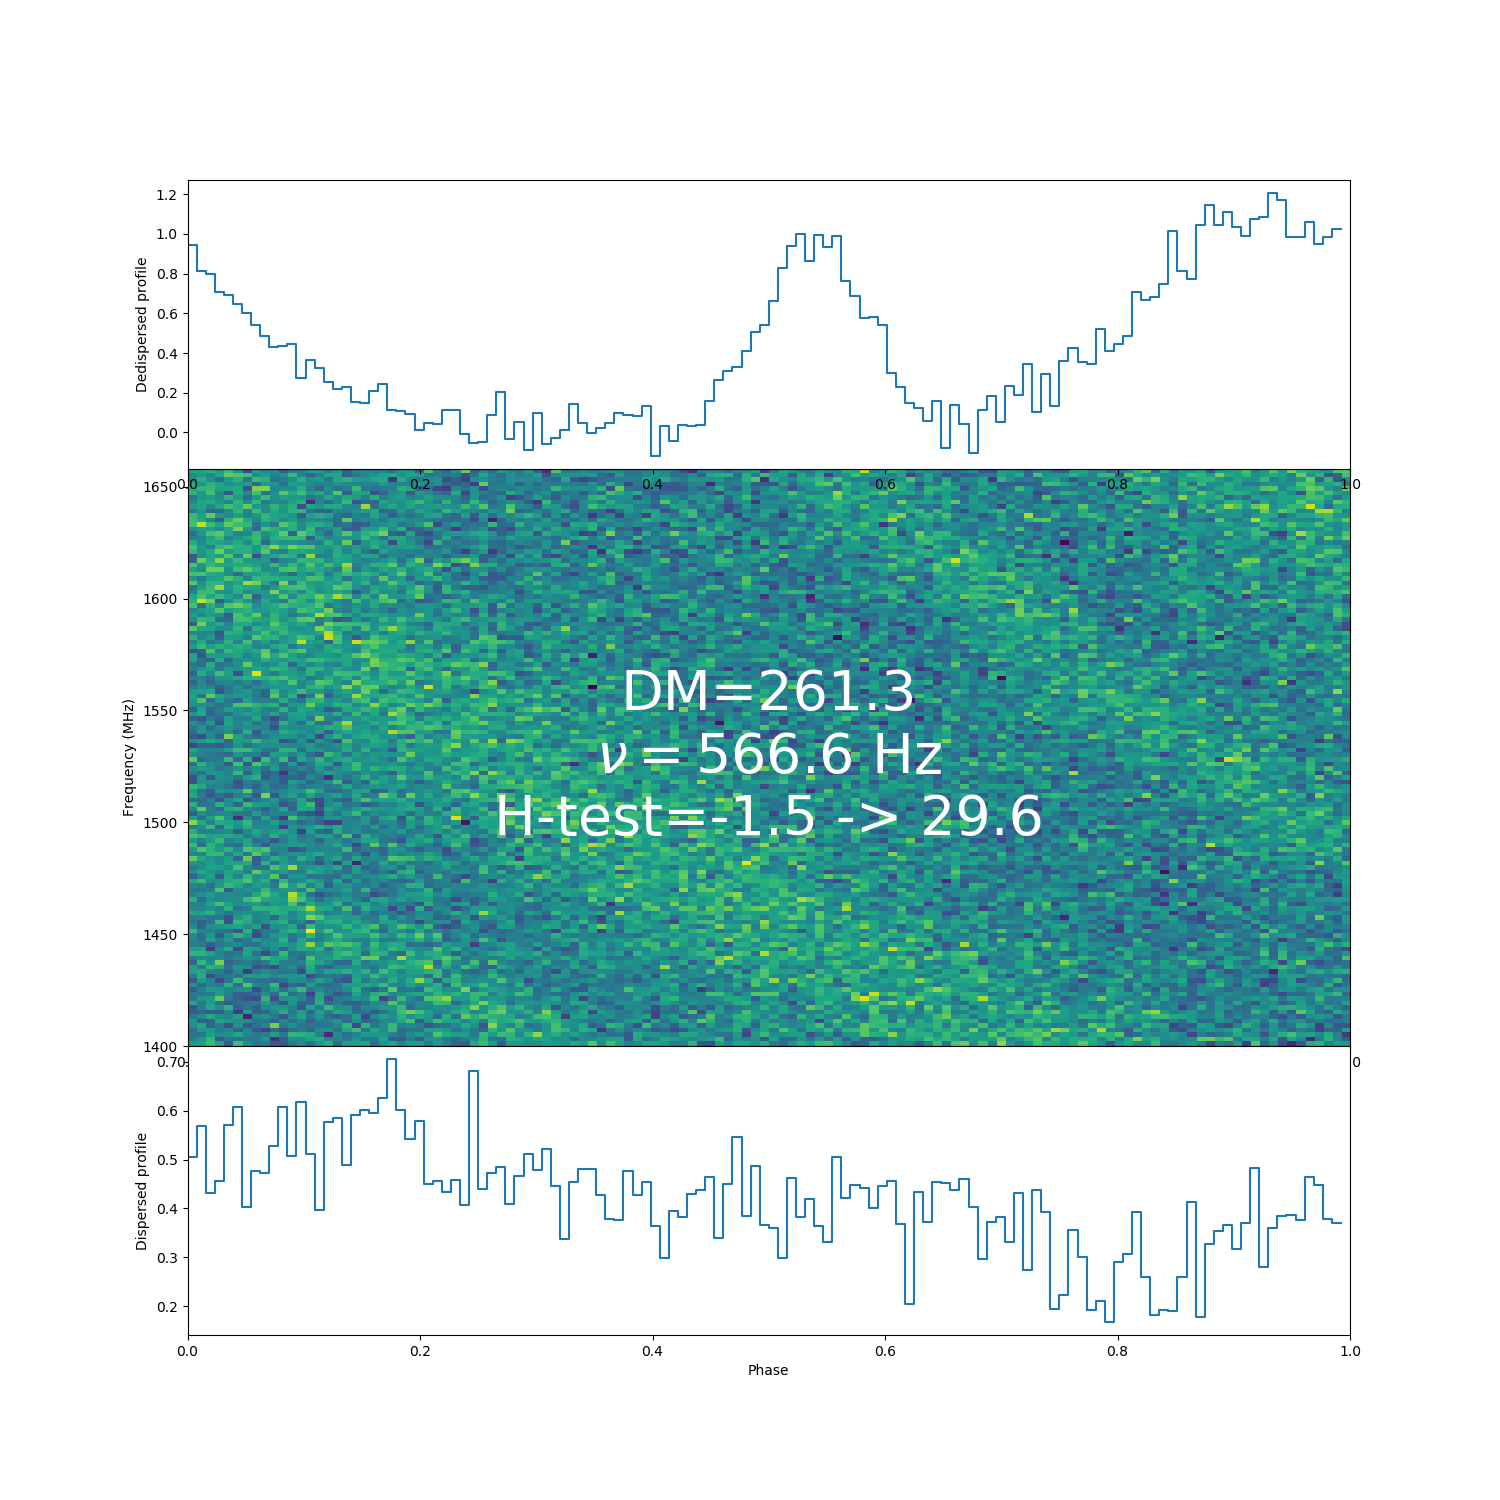 1.2
1.0
0.8
0.6
0.4
0.2
0.0
Dedispersed profile
0.0 0.2 0.4 0.6 0.8 1.0
1650
1600
1550
1500
1450
1400
Frequency (MHz)
DM=261.3
ν = 566.6 Hz
H-test=-1.5 -> 29.6
0.7
0.6
0.5
0.4
0.3
0.2
Dispersed profile
0.0 0.2 0.4 0.6 0.8 1.0
Phase